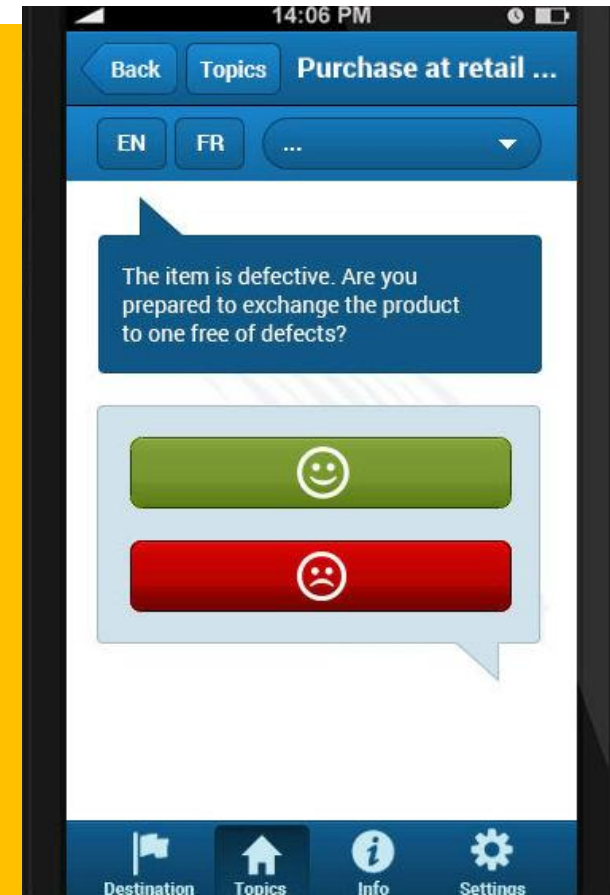 14:06 PM
Back Topics Purchase at retail ...
EN FR ...
The item is defective. Are you
prepared to exchange the product
to one free of defects?
Destination Topics Info Settings